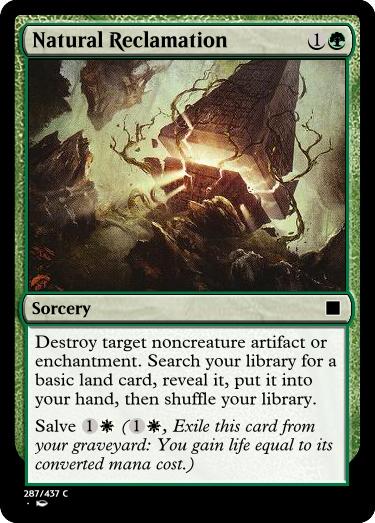 Natural Reclamation 1
Sorcery
Destroy target noncreature artifact or
enchantment. Search your library for a
basic land card, reveal it, put it into
your hand, then shuffle your library.
Salve 1 (1, Exile this card from
your graveyard: You gain life equal to its
converted mana cost.)
287/437 C